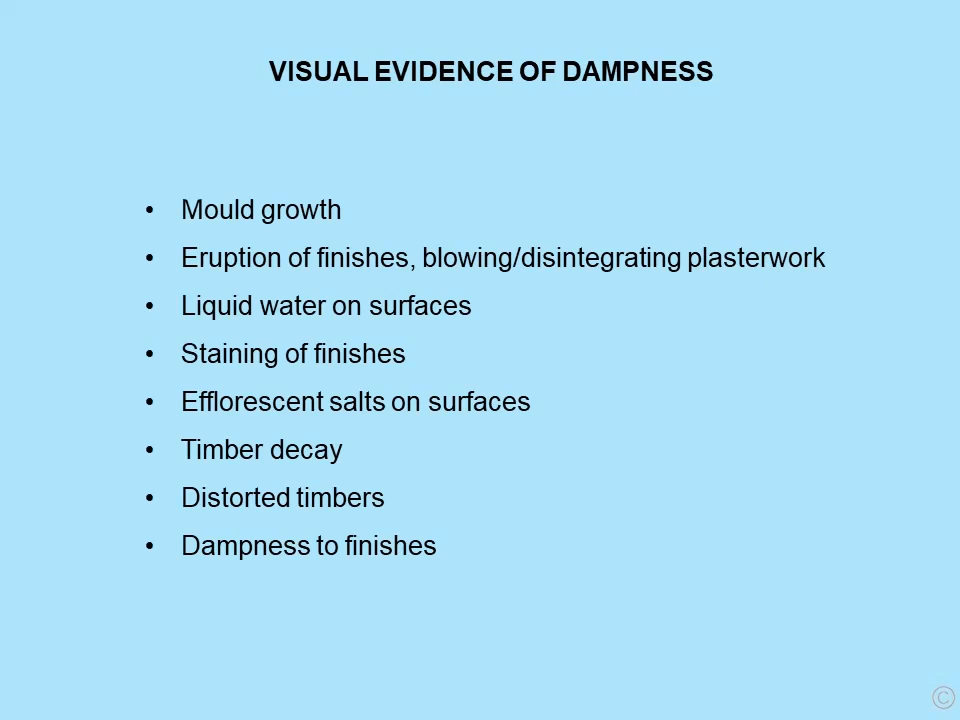 VISUAL EVIDENCE OF DAMPNESS
• Mould growth
• Eruption of finishes, blowing/disintegrating plasterwork
• Liquid water on surfaces
• Staining of finishes
• Efflorescent salts on surfaces
• Timber decay
• Distorted timbers
• Dampness to finishes
©